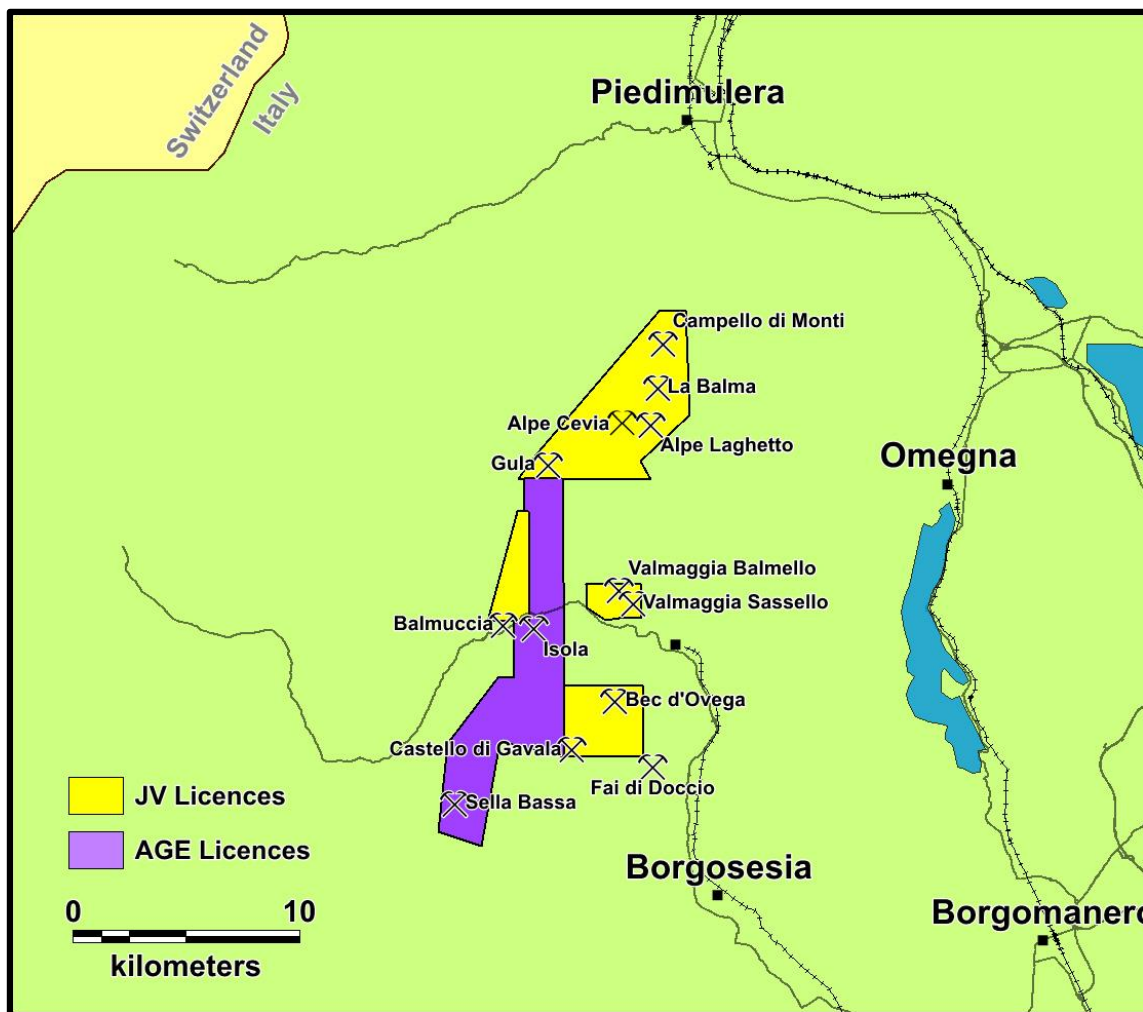 Switzerland
Italy
Piedimulera
Campello di Monti
La Balma
Alpe Cevia
Alpe Laghetto
Gula
Omegna
Valmaggia Balmello
Valmaggia Sassello
Balmuccia
Isola
Bec d'Ovega
Castello di Gavala
Fai di Doccio
Sella Bassa
JV Licences
AGE Licences
Borgosesia
Borgomanero
0 10
kilometers